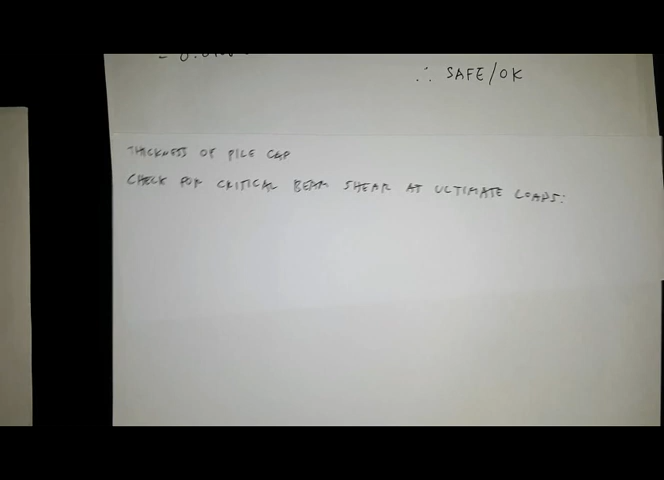 ∴ SAFE/OK
THICKNESS OF PILE CAP
CHECK FOR CRITICAL BEAM SHEAR AT ULTIMATE LOADS: